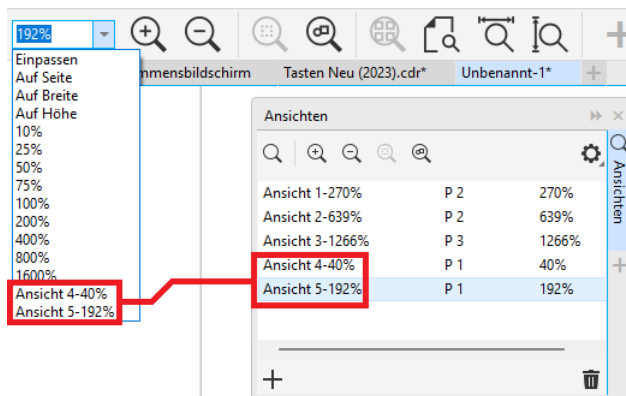 192%
Einpassen
Auf Seite
Auf Breite
Auf Höhe
10%
25%
50%
75%
100%
200%
400%
800%
1600%
Ansicht 4-40%
Ansicht 5-192%
mmensbildschirm Tasten Neu (2023).cdr* Unbenannt-1*
Ansichten
Ansicht 1-270% P 2 270%
Ansicht 2-639% P 2 639%
Ansicht 3-1266% P 3 1266%
Ansicht 4-40% P 1 40%
Ansicht 5-192% P 1 192%
Ansichten